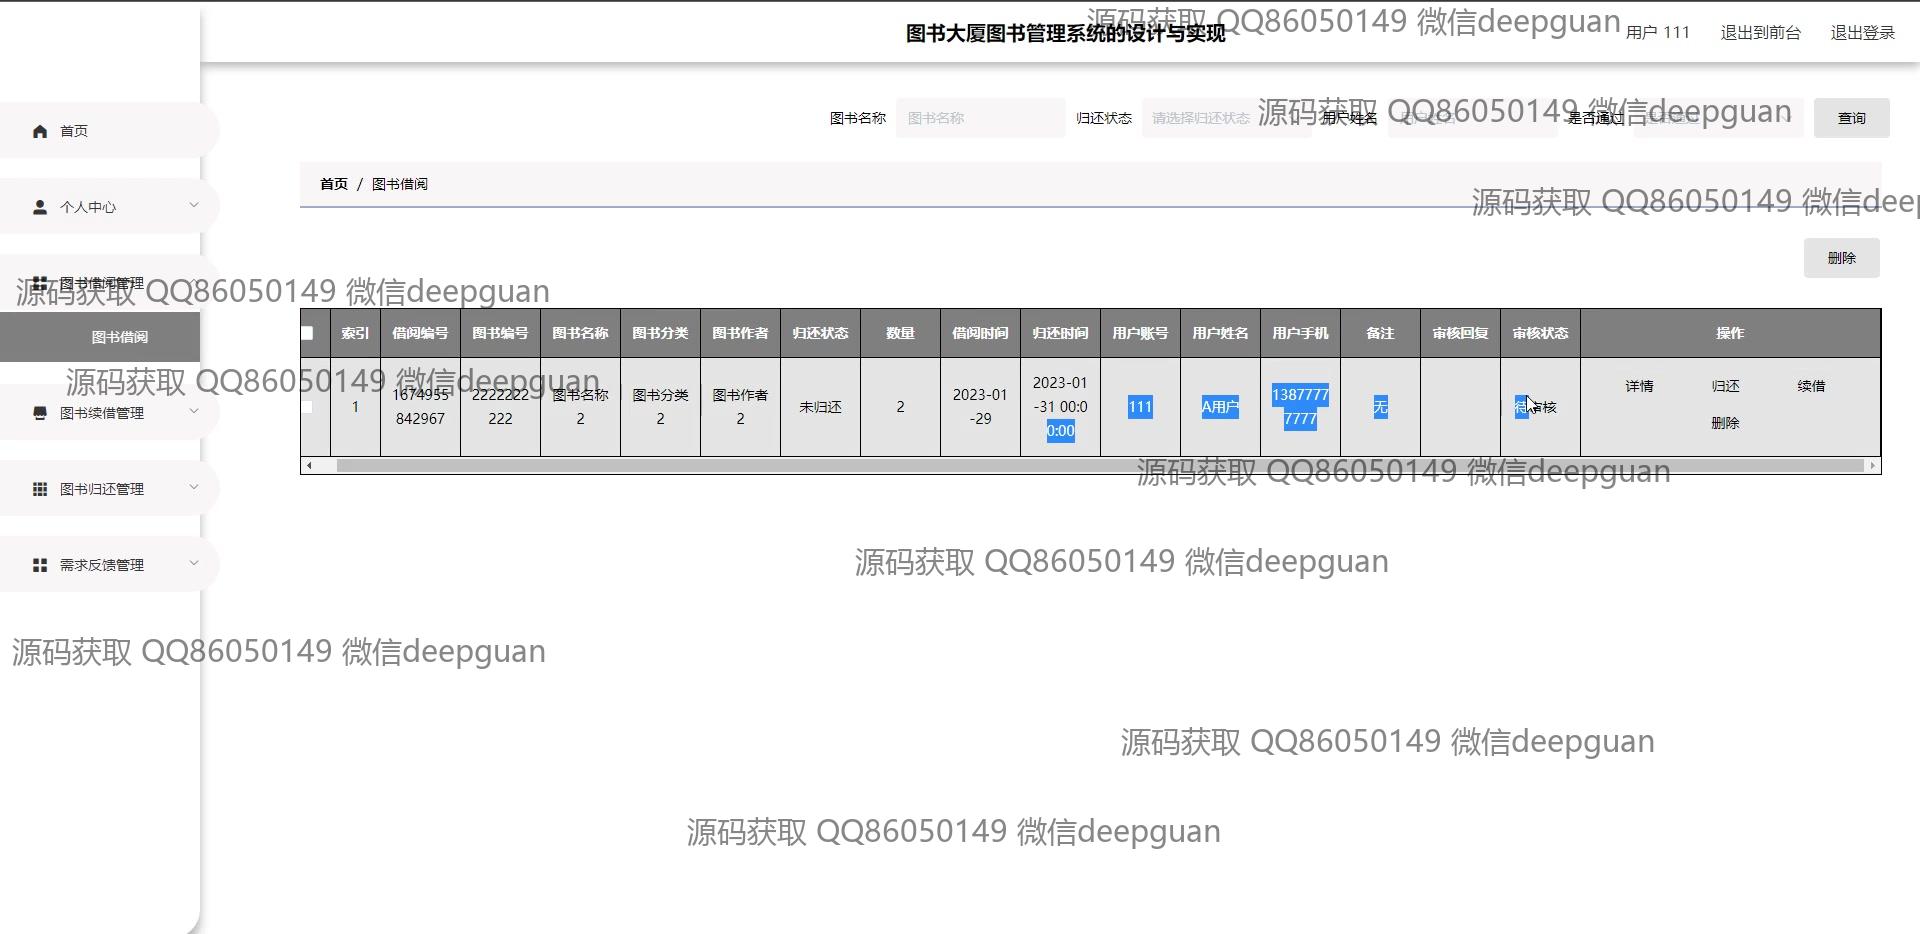 源码获取 QQ86050149 微信deepguan
图书大厦图书管理系统的设计与实现
用户 111
退出到前台
退出登录
首页
个人中心
图书借阅管理
图书借阅
图书续借管理
图书归还管理
需求反馈管理
图书名称
图书名称
归还状态
请选择归还状态
用户姓名
用户姓名
是否通过
是否通过
查询
源码获取 QQ86050149 微信deepguan
首页 / 图书借阅
源码获取 QQ86050149 微信deep
删除
源码获取 QQ86050149 微信deepguan
索引 借阅编号 图书编号 图书名称 图书分类 图书作者 归还状态 数量 借阅时间 归还时间 用户账号 用户姓名 用户手机 备注 审核回复 审核状态 操作
1
1674955
842967
2222222
222
图书名称
2
图书分类
2
图书作者
2
未归还
2
2023-01
-29
2023-01
-31 00:0
0:00
111
A用户
1387777
7777
无
待审核
详情 归还 续借
删除
源码获取 QQ86050149 微信deepguan
源码获取 QQ86050149 微信deepguan
源码获取 QQ86050149 微信deepguan
源码获取 QQ86050149 微信deepguan
源码获取 QQ86050149 微信deepguan
源码获取 QQ86050149 微信deepguan